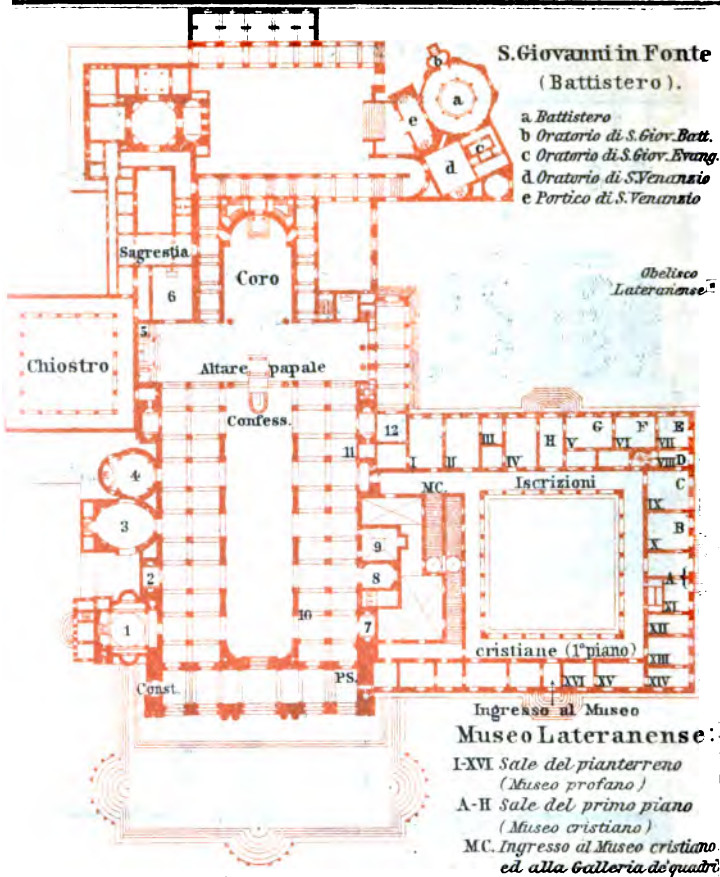 S. Giovanni in Fonte
(Battistero).
a Battistero
b Oratorio di S. Giov. Batt.
c Oratorio di S. Giov. Evang.
d Oratorio di S. Venanzio
e Portico di S. Venanzio
b
a
e
c
d
Obelisco
Lateranense
Sagrestia
6
Coro
5
Chiostro
Altare papale
Confess.
12
11
4
3
2
1
10
9
8
7
Const.
PS.
MC.
I
II
III
IV
H
V
G
VI
F
E
VII
VIII
D
C
IX
B
X
A
XI
XII
XIII
XIV
XV
XVI
Iscrizioni
cristiane (1º piano)
Ingresso al Museo
Museo Lateranense:
I-XVI Sale del pianterreno
(Museo profano)
A-H Sale del primo piano
(Museo cristiano)
M.C. Ingresso al Museo cristiano
ed alla Galleria de' quadri